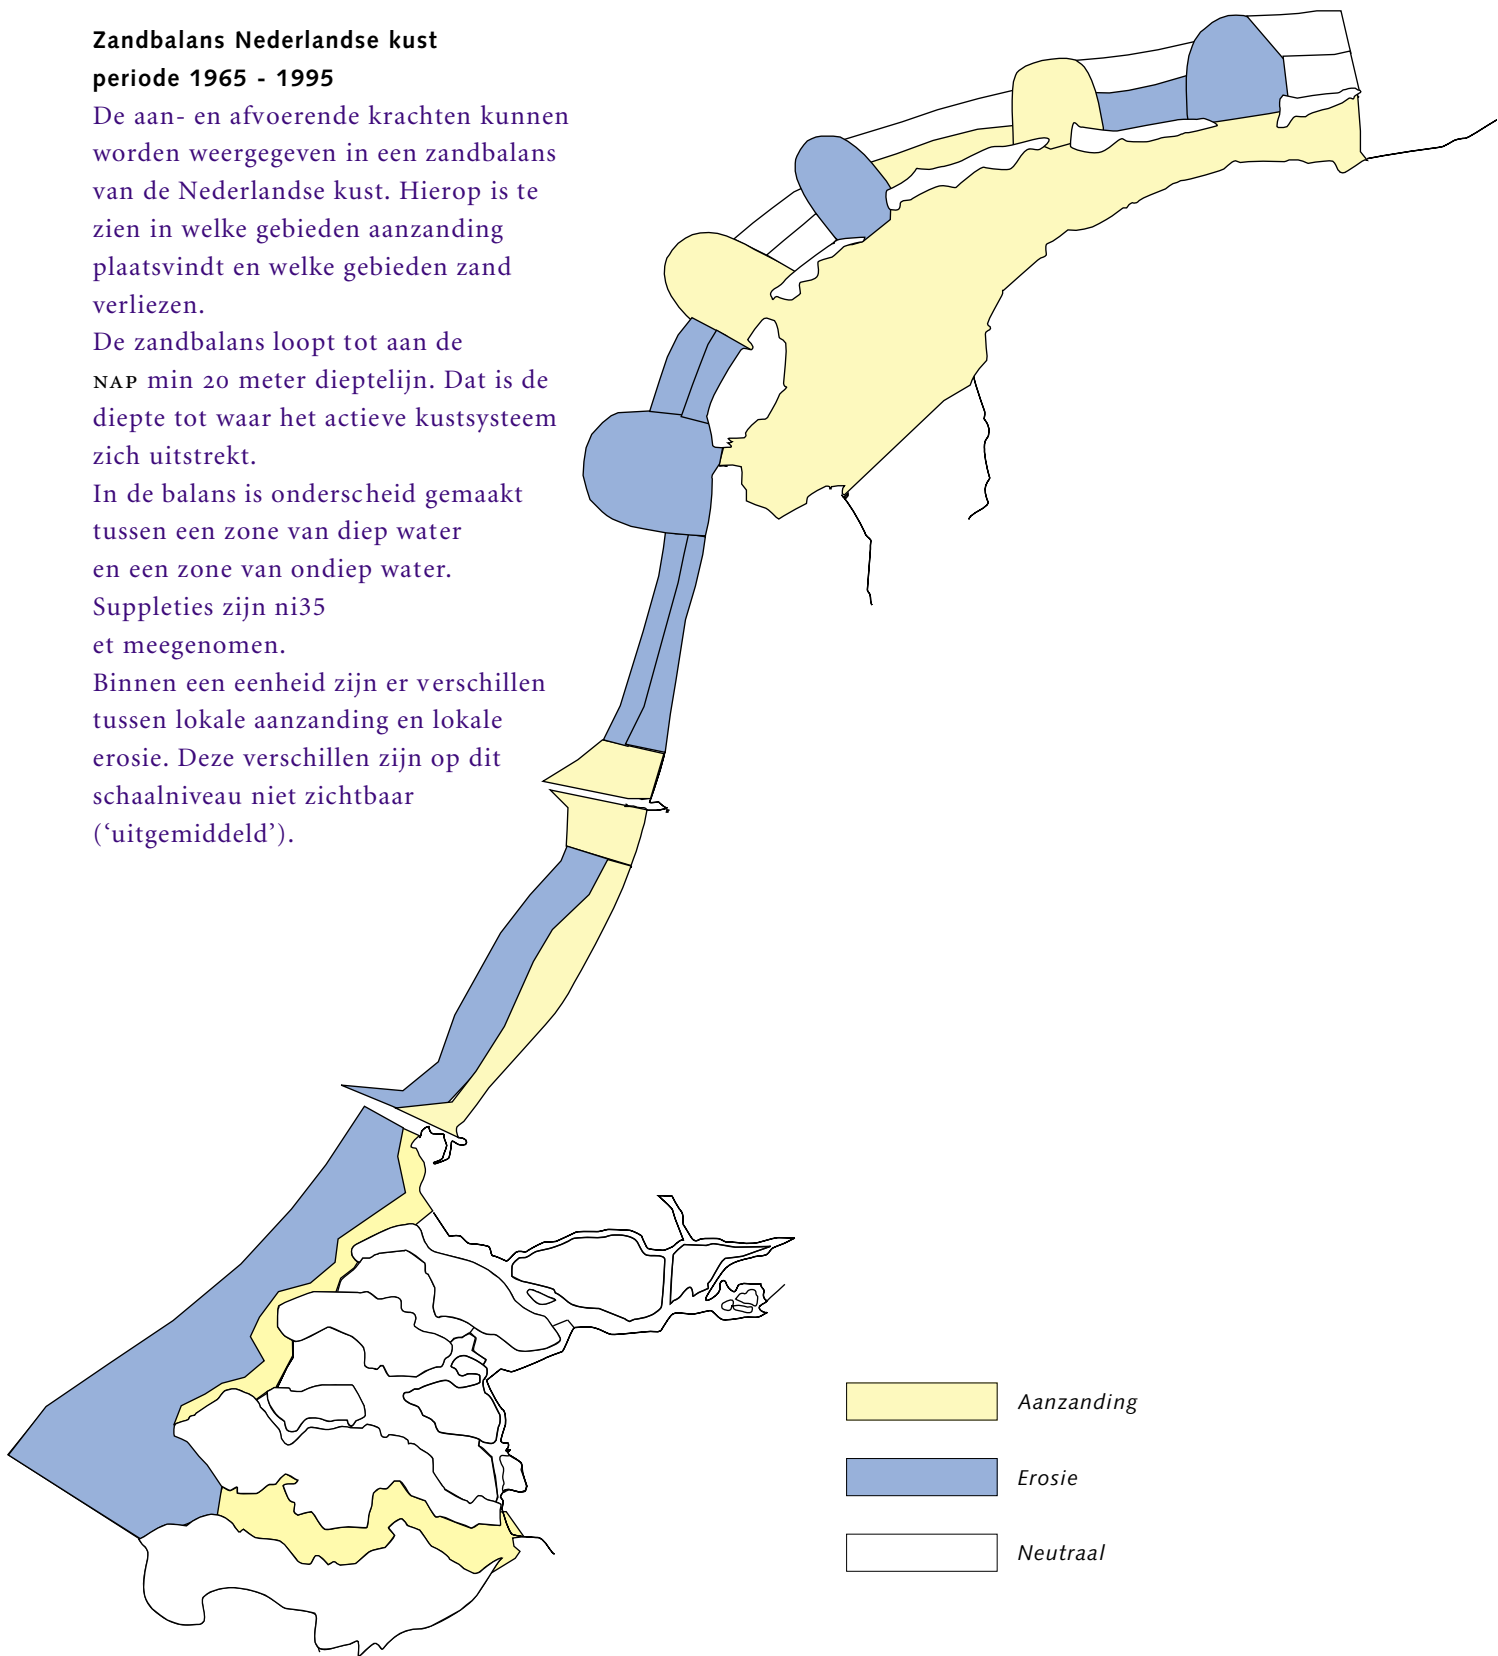 Zandbalans Nederlandse kust
periode 1965 - 1995
De aan- en afvoerende krachten kunnen
worden weergegeven in een zandbalans
van de Nederlandse kust. Hierop is te
zien in welke gebieden aanzanding
plaatsvindt en welke gebieden zand
verliezen.
De zandbalans loopt tot aan de
NAP min 20 meter dieptelijn. Dat is de
diepte tot waar het actieve kustsysteem
zich uitstrekt.
In de balans is onderscheid gemaakt
tussen een zone van diep water
en een zone van ondiep water.
Suppleties zijn ni35
et meegenomen.
Binnen een eenheid zijn er verschillen
tussen lokale aanzanding en lokale
erosie. Deze verschillen zijn op dit
schaalniveau niet zichtbaar
(‘uitgemiddeld’).
Aanzanding
Erosie
Neutraal